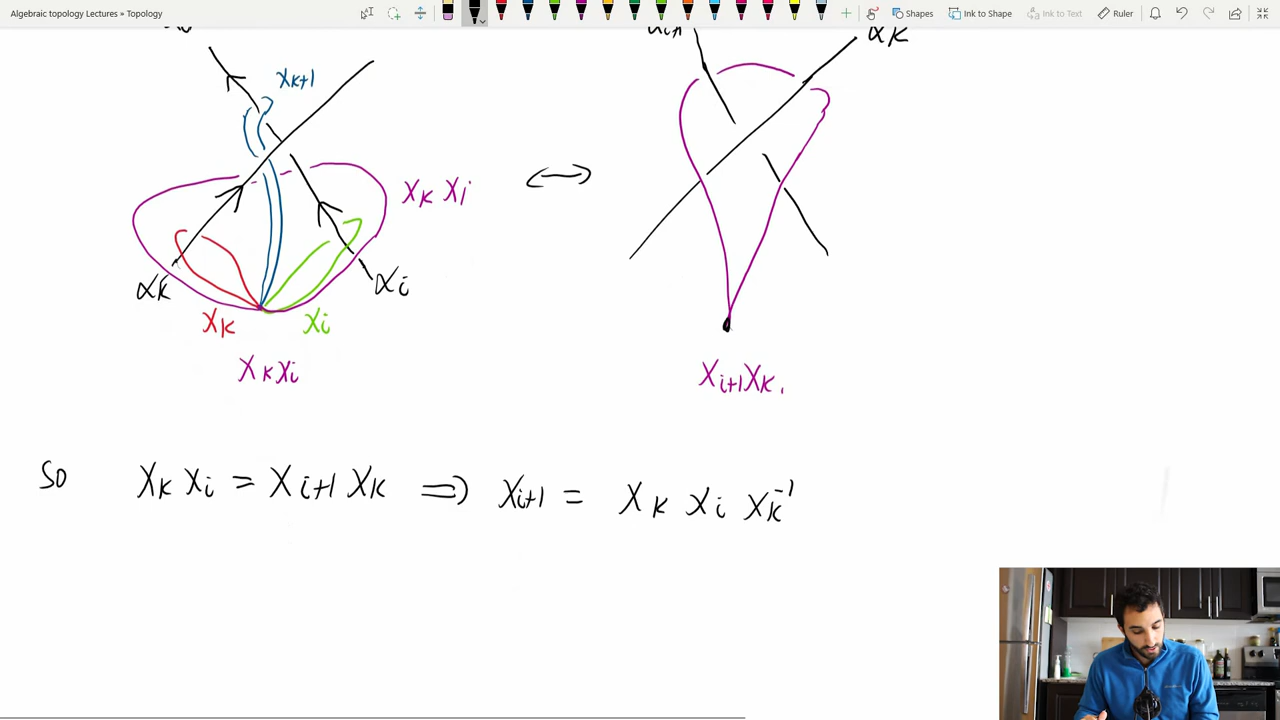 Algebraic topology Lectures » Topology
Shapes
Ink to Shape
Ink to Text
Ruler
αi+1
αk
xk+1
xk xi
αk
αi
xk
xi
xk xi
xi+1 xk.
So xk xi = xi+1 xk ⟹ xi+1 = xk xi xk⁻¹